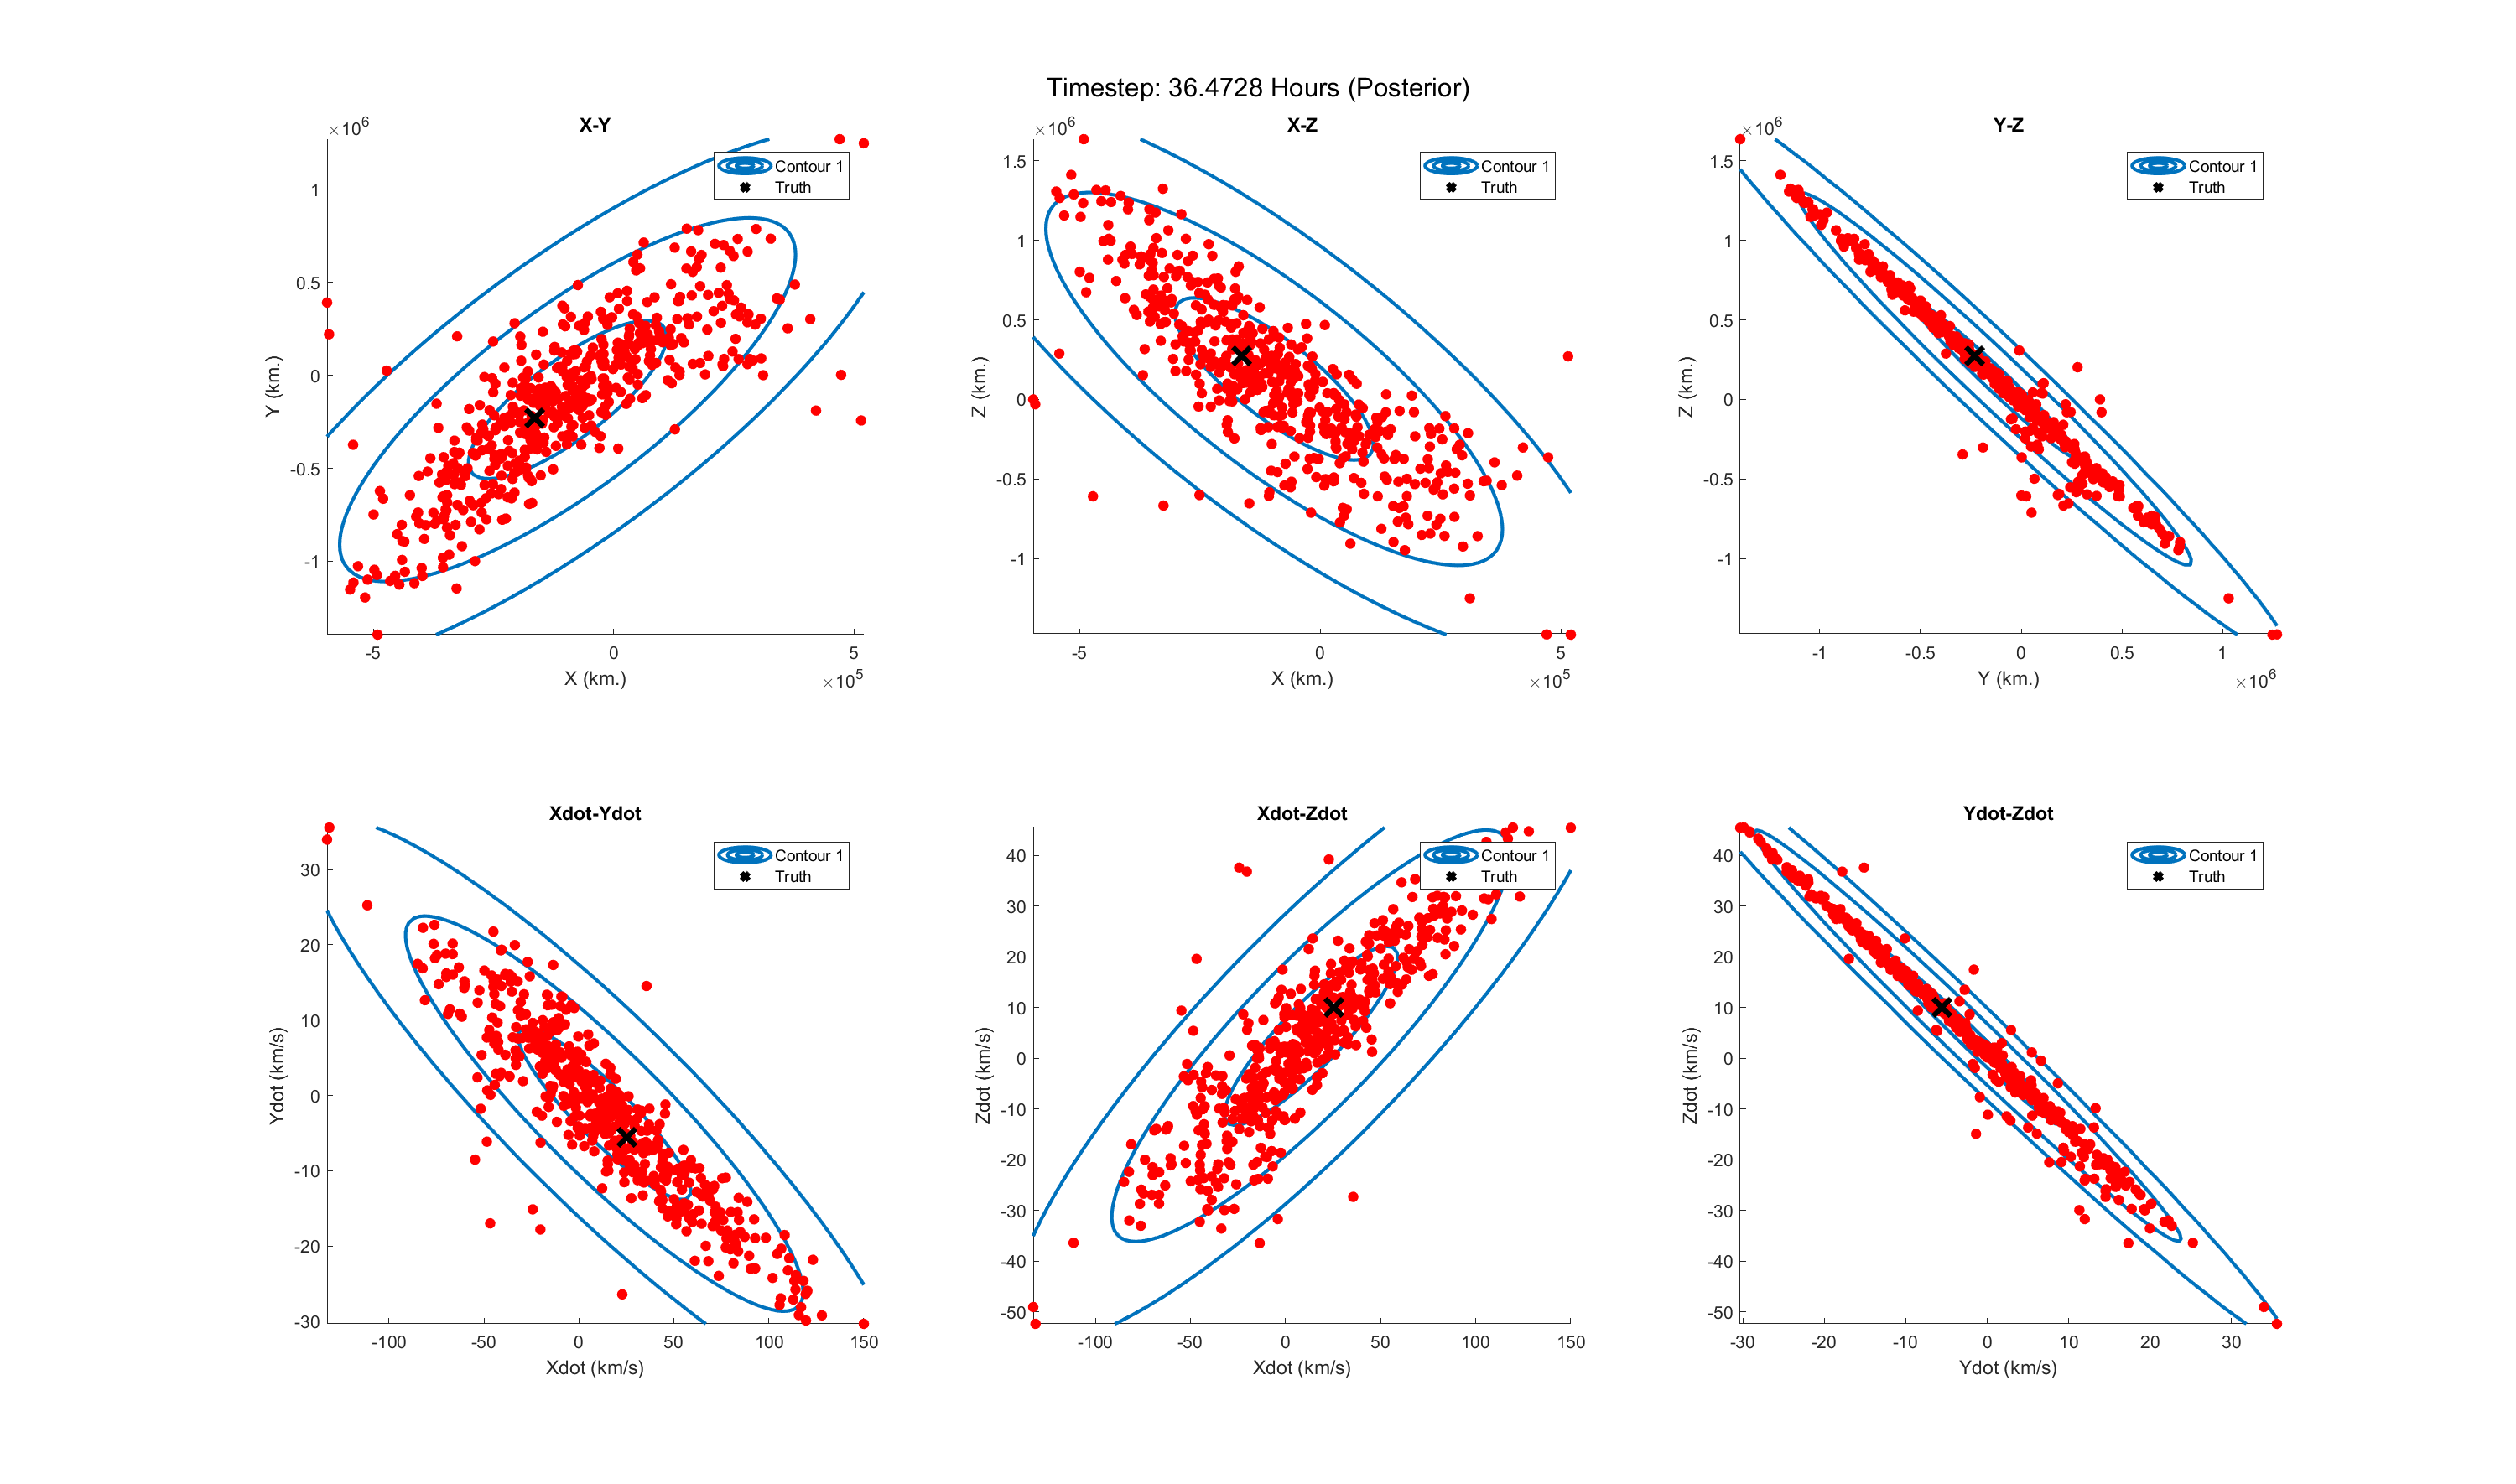 Timestep: 36.4728 Hours (Posterior)
X-Y
×10^6
Contour 1
Truth
1
0.5
0
-0.5
-1
Y (km.)
-5 0 5
X (km.)
×10^5
X-Z
×10^6
Contour 1
Truth
1.5
1
0.5
0
-0.5
-1
Z (km.)
-5 0 5
X (km.)
×10^5
Y-Z
×10^6
Contour 1
Truth
1.5
1
0.5
0
-0.5
-1
Z (km.)
-1 -0.5 0 0.5 1
Y (km.)
×10^6
Xdot-Ydot
Contour 1
Truth
30
20
10
0
-10
-20
-30
Ydot (km/s)
-100 -50 0 50 100 150
Xdot (km/s)
Xdot-Zdot
Contour 1
Truth
40
30
20
10
0
-10
-20
-30
-40
-50
Zdot (km/s)
-100 -50 0 50 100 150
Xdot (km/s)
Ydot-Zdot
Contour 1
Truth
40
30
20
10
0
-10
-20
-30
-40
-50
Zdot (km/s)
-30 -20 -10 0 10 20 30
Ydot (km/s)